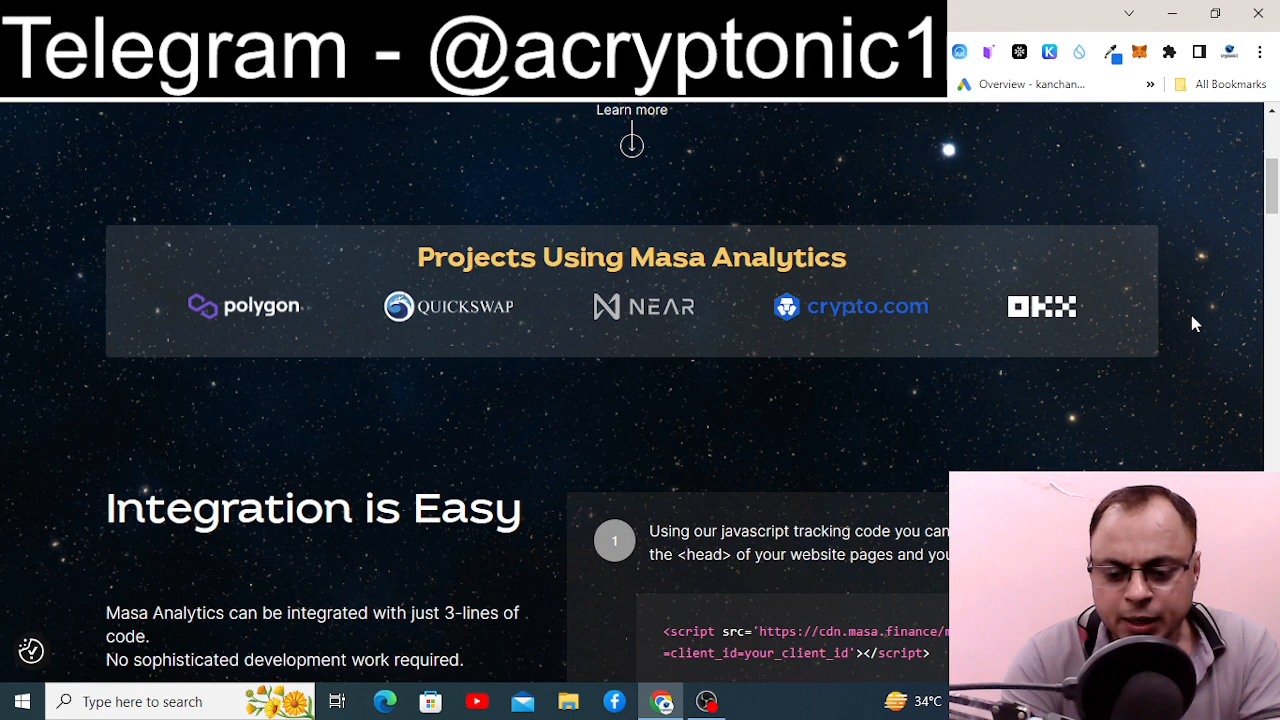 Telegram - @acryptonic1
Overview - kanchan...
All Bookmarks
Learn more
Projects Using Masa Analytics
polygon
QUICKSWAP
NEAR
crypto.com
OKX
Integration is Easy
1
Using our javascript tracking code you can
the <head> of your website pages and you
Masa Analytics can be integrated with just 3-lines of
code.
No sophisticated development work required.
<script src='https://cdn.masa.finance/
=client_id=your_client_id'></script>
Type here to search
34°C